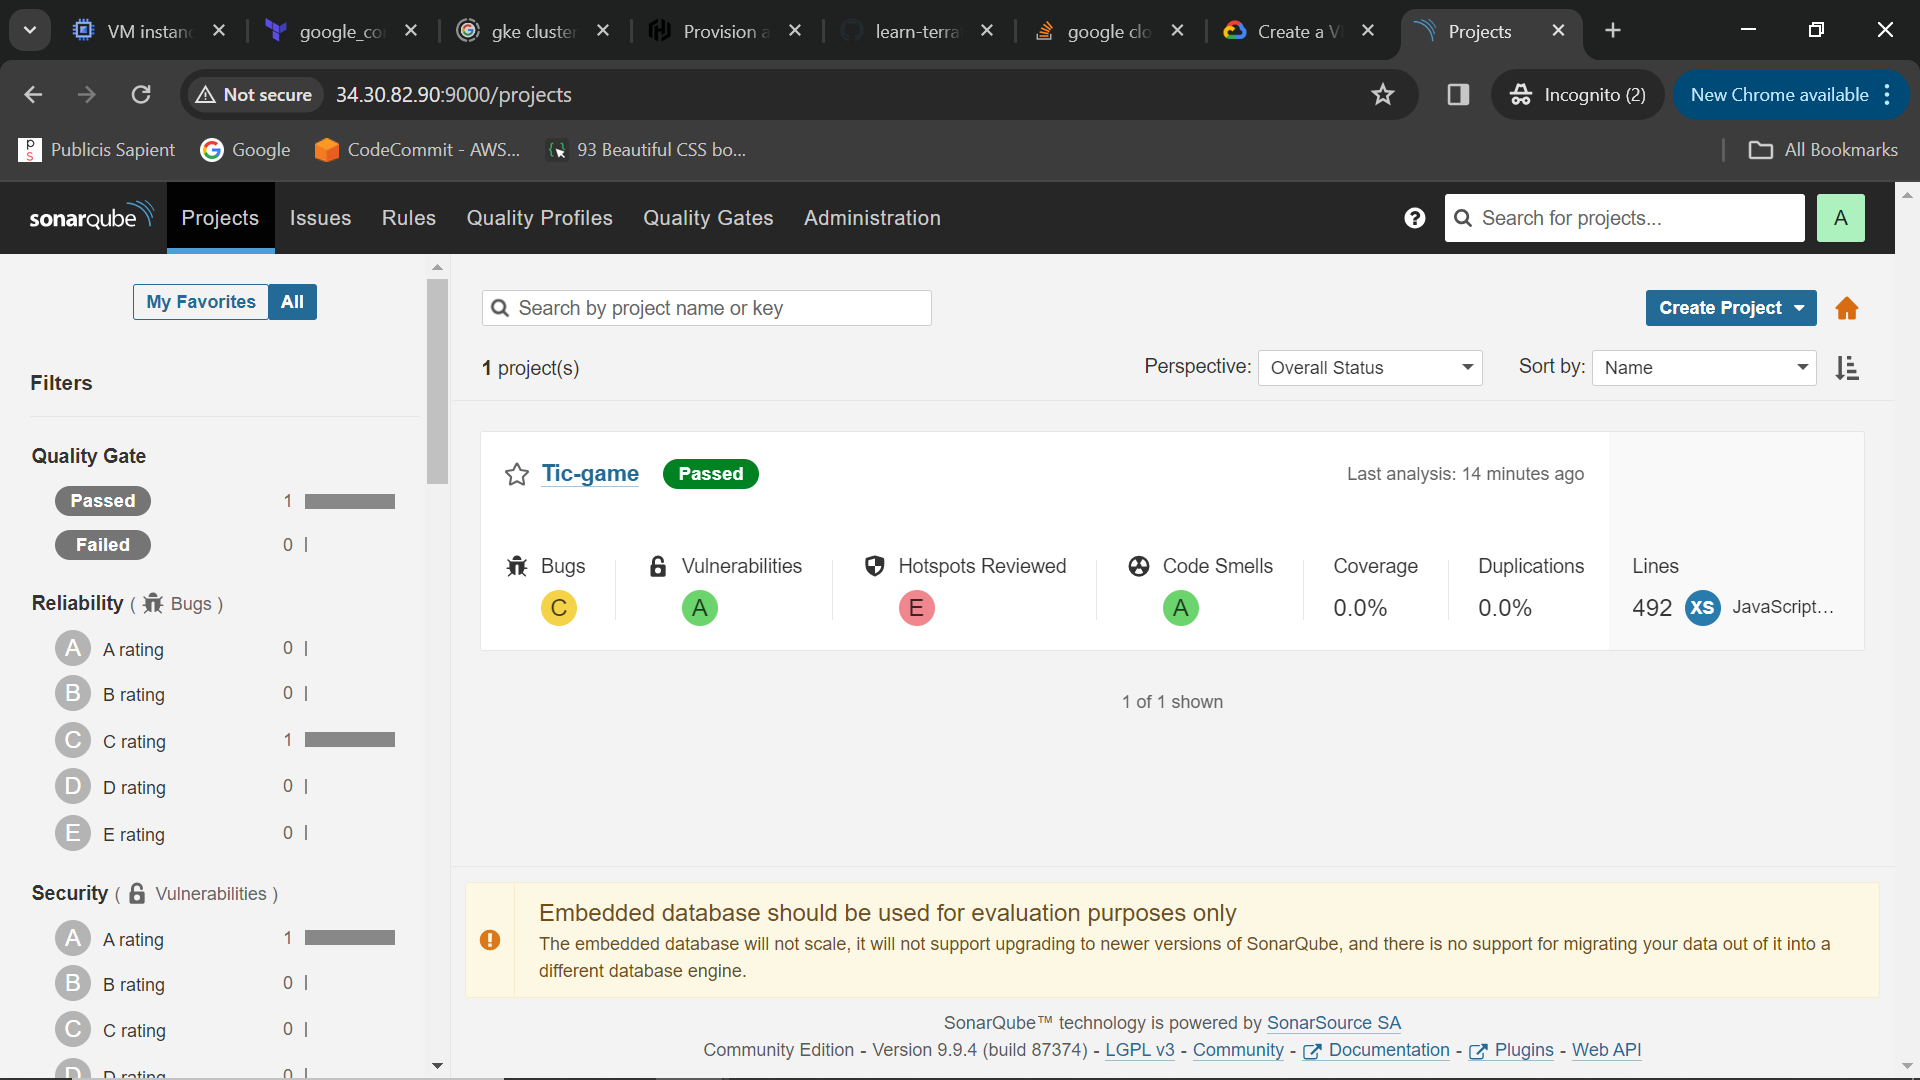 VM instanc
google_co
gke cluster
Provision a
learn-terra
google clo
Create a V
Projects
Not secure
34.30.82.90:9000/projects
Incognito (2)
New Chrome available
Publicis Sapient
Google
CodeCommit - AWS...
93 Beautiful CSS bo...
All Bookmarks
sonarqube
Projects
Issues
Rules
Quality Profiles
Quality Gates
Administration
Search for projects...
A
My Favorites
All
Search by project name or key
Create Project
1 project(s)
Perspective: Overall Status
Sort by: Name
Filters
Quality Gate
Passed 1
Failed 0
Reliability ( Bugs )
A A rating 0
B B rating 0
C C rating 1
D D rating 0
E E rating 0
Security ( Vulnerabilities )
A A rating 1
B B rating 0
C C rating 0
D D rating 0
Tic-game Passed
Last analysis: 14 minutes ago
Bugs Vulnerabilities Hotspots Reviewed Code Smells Coverage Duplications Lines
C A E A 0.0% 0.0% 492 XS JavaScript...
1 of 1 shown
Embedded database should be used for evaluation purposes only
The embedded database will not scale, it will not support upgrading to newer versions of SonarQube, and there is no support for migrating your data out of it into a
different database engine.
SonarQube™ technology is powered by SonarSource SA
Community Edition - Version 9.9.4 (build 87374) - LGPL v3 - Community - Documentation - Plugins - Web API